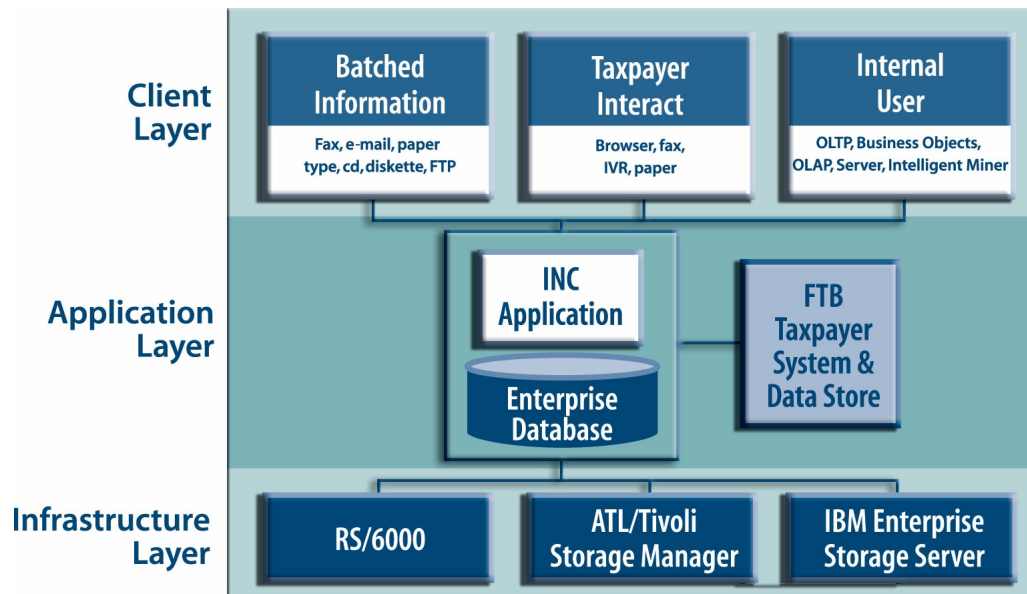 Client
Layer
Batched
Information
Fax, e-mail, paper
type, cd, diskette, FTP
Taxpayer
Interact
Browser, fax,
IVR, paper
Internal
User
OLTP, Business Objects,
OLAP, Server, Intelligent Miner
Application
Layer
INC
Application
Enterprise
Database
FTB
Taxpayer
System &
Data Store
Infrastructure
Layer
RS/6000
ATL/Tivoli
Storage Manager
IBM Enterprise
Storage Server